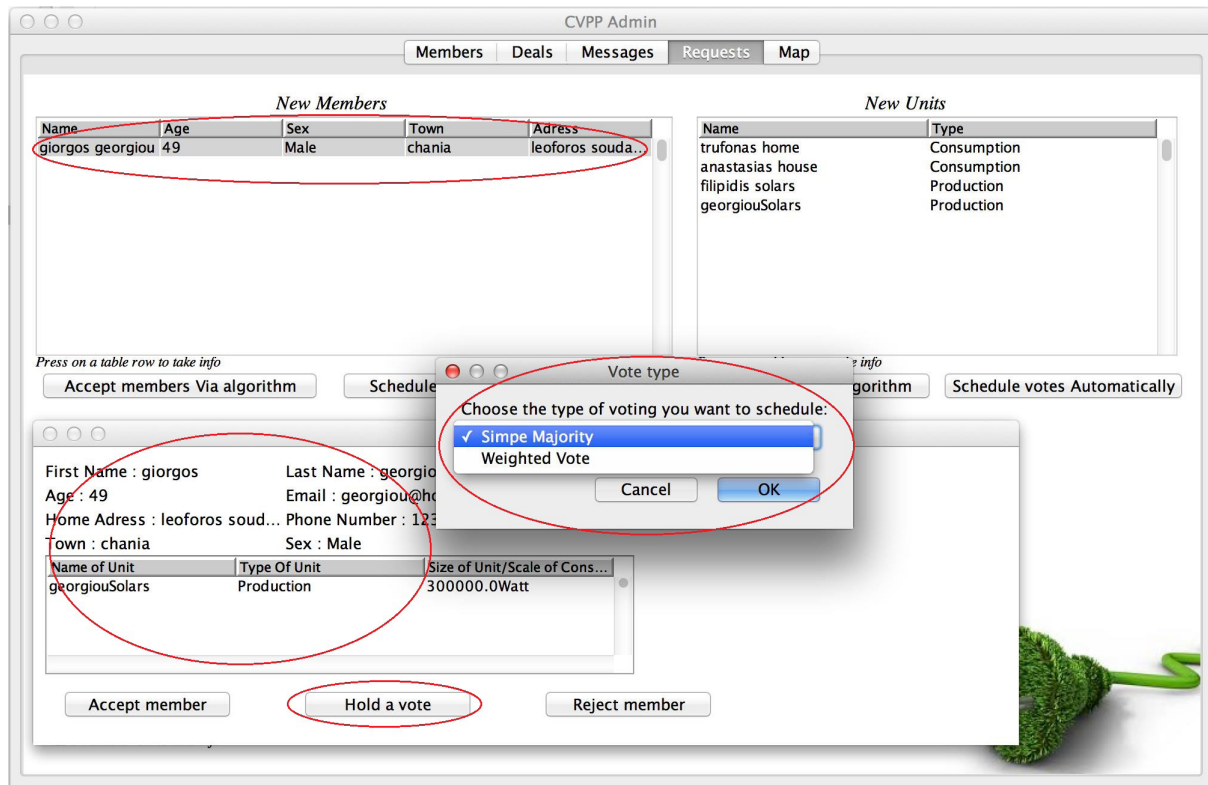 CVPP Admin
Members Deals Messages Requests Map
New Members
Name Age Sex Town Adress
giorgos georgiou 49 Male chania leoforos souda...
Press on a table row to take info
Accept members Via algorithm
Schedule
New Units
Name Type
trufonas home Consumption
anastasias house Consumption
filipidis solars Production
georgiouSolars Production
info
gorithm
Schedule votes Automatically
Vote type
Choose the type of voting you want to schedule:
✓ Simpe Majority
Weighted Vote
Cancel OK
First Name : giorgos Last Name : georgio
Age : 49 Email : georgiou@ho
Home Adress : leoforos soud... Phone Number : 123
Town : chania Sex : Male
Name of Unit Type Of Unit Size of Unit/Scale of Cons...
georgiouSolars Production 300000.0Watt
Accept member Hold a vote Reject member